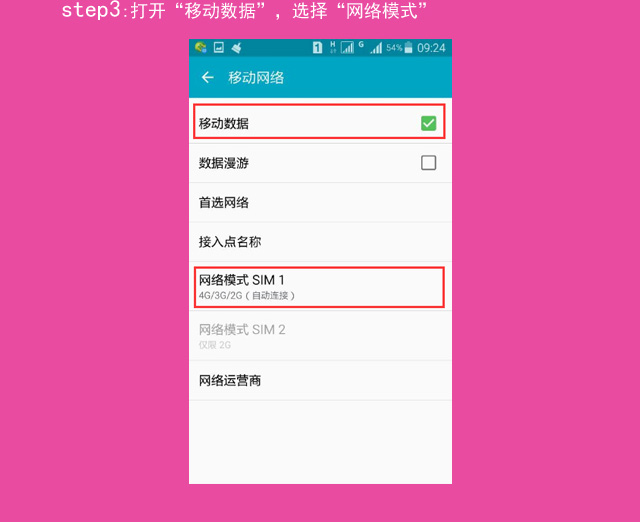 step3:打开“移动数据”，选择“网络模式”
1 H G 54% 09:24
移动网络
移动数据
数据漫游
首选网络
接入点名称
网络模式 SIM 1
4G/3G/2G（自动连接）
网络模式 SIM 2
仅限 2G
网络运营商